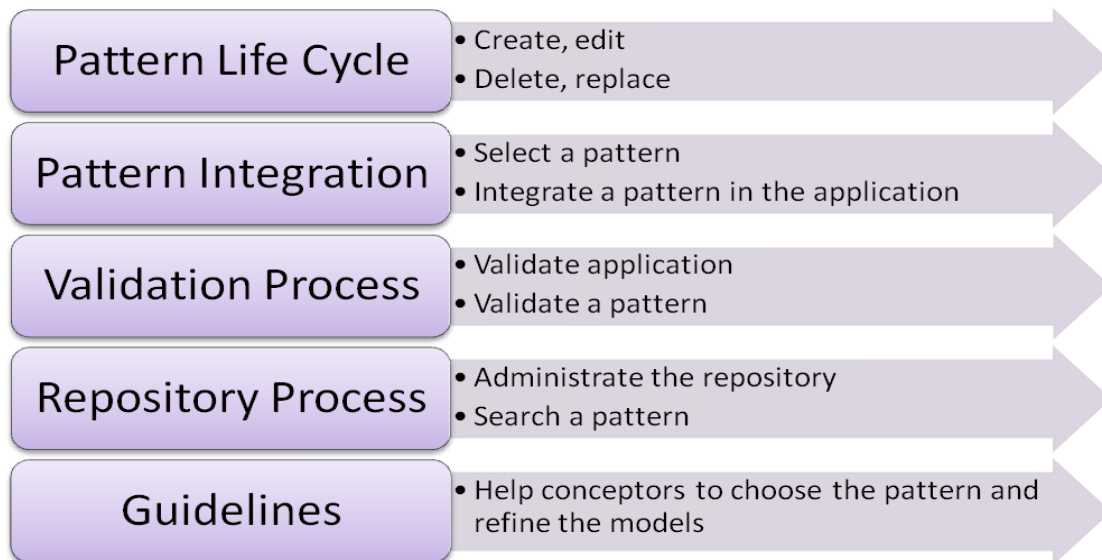 Pattern Life Cycle
• Create, edit
• Delete, replace
Pattern Integration
• Select a pattern
• Integrate a pattern in the application
Validation Process
• Validate application
• Validate a pattern
Repository Process
• Administrate the repository
• Search a pattern
Guidelines
• Help conceptors to choose the pattern and
refine the models